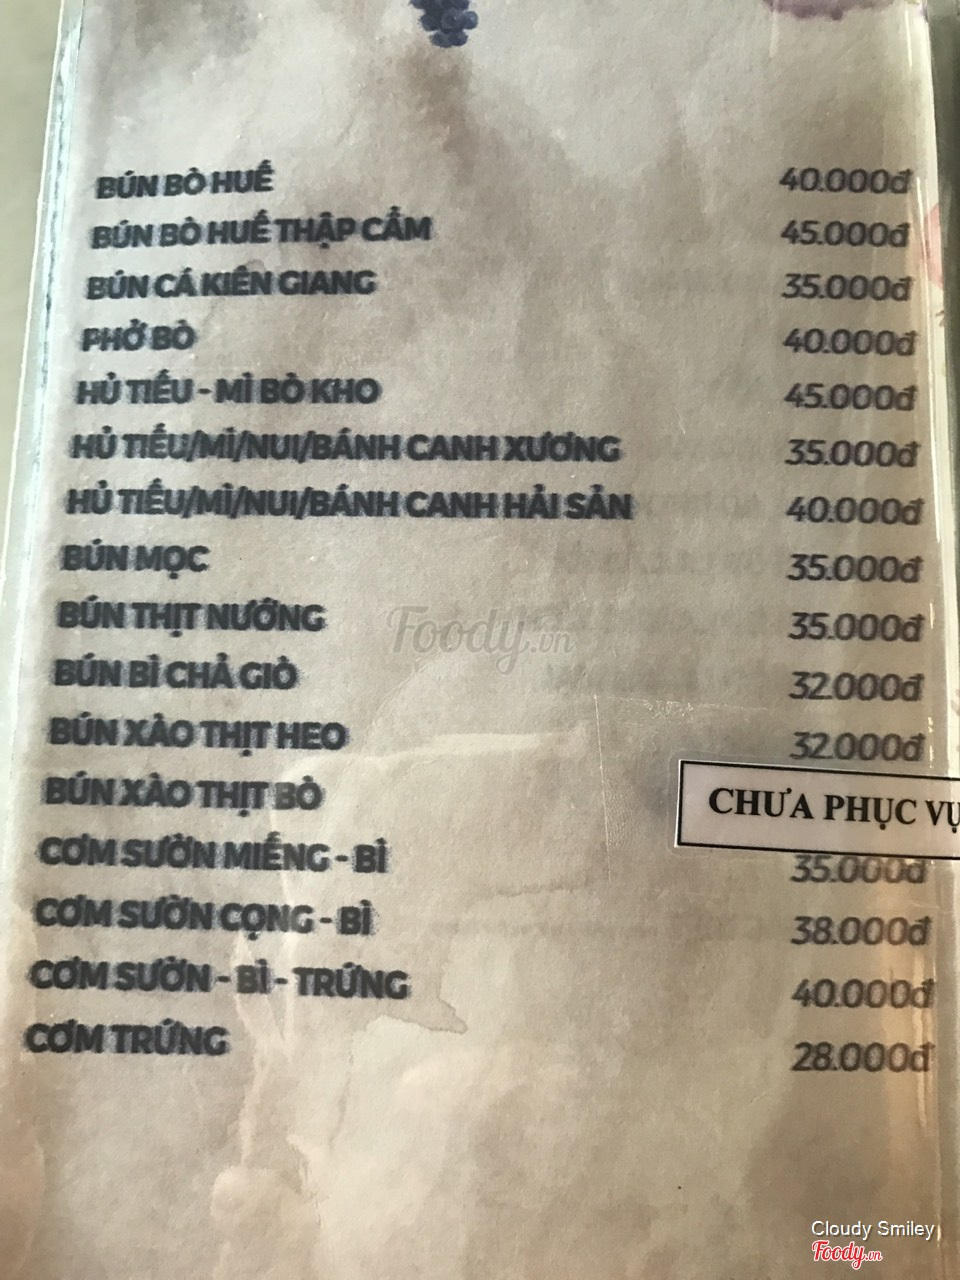 BÚN BÒ HUẾ 40.000đ
BÚN BÒ HUẾ THẬP CẨM 45.000đ
BÚN CÁ KIÊN GIANG 35.000đ
PHỞ BÒ 40.000đ
HỦ TIẾU - MÌ BÒ KHO 45.000đ
HỦ TIẾU/MÌ/NUI/BÁNH CANH XƯƠNG 35.000đ
HỦ TIẾU/MÌ/NUI/BÁNH CANH HẢI SẢN 40.000đ
BÚN MỌC 35.000đ
BÚN THỊT NƯỚNG 35.000đ
BÚN BÌ CHẢ GIÒ 32.000đ
BÚN XÀO THỊT HEO 32.000đ
BÚN XÀO THỊT BÒ CHƯA PHỤC VỤ
CƠM SƯỜN MIẾNG - BÌ 35.000đ
CƠM SƯỜN CỌNG - BÌ 38.000đ
CƠM SƯỜN - BÌ - TRỨNG 40.000đ
CƠM TRỨNG 28.000đ
Foody.vn
Cloudy Smiley
Foody.vn